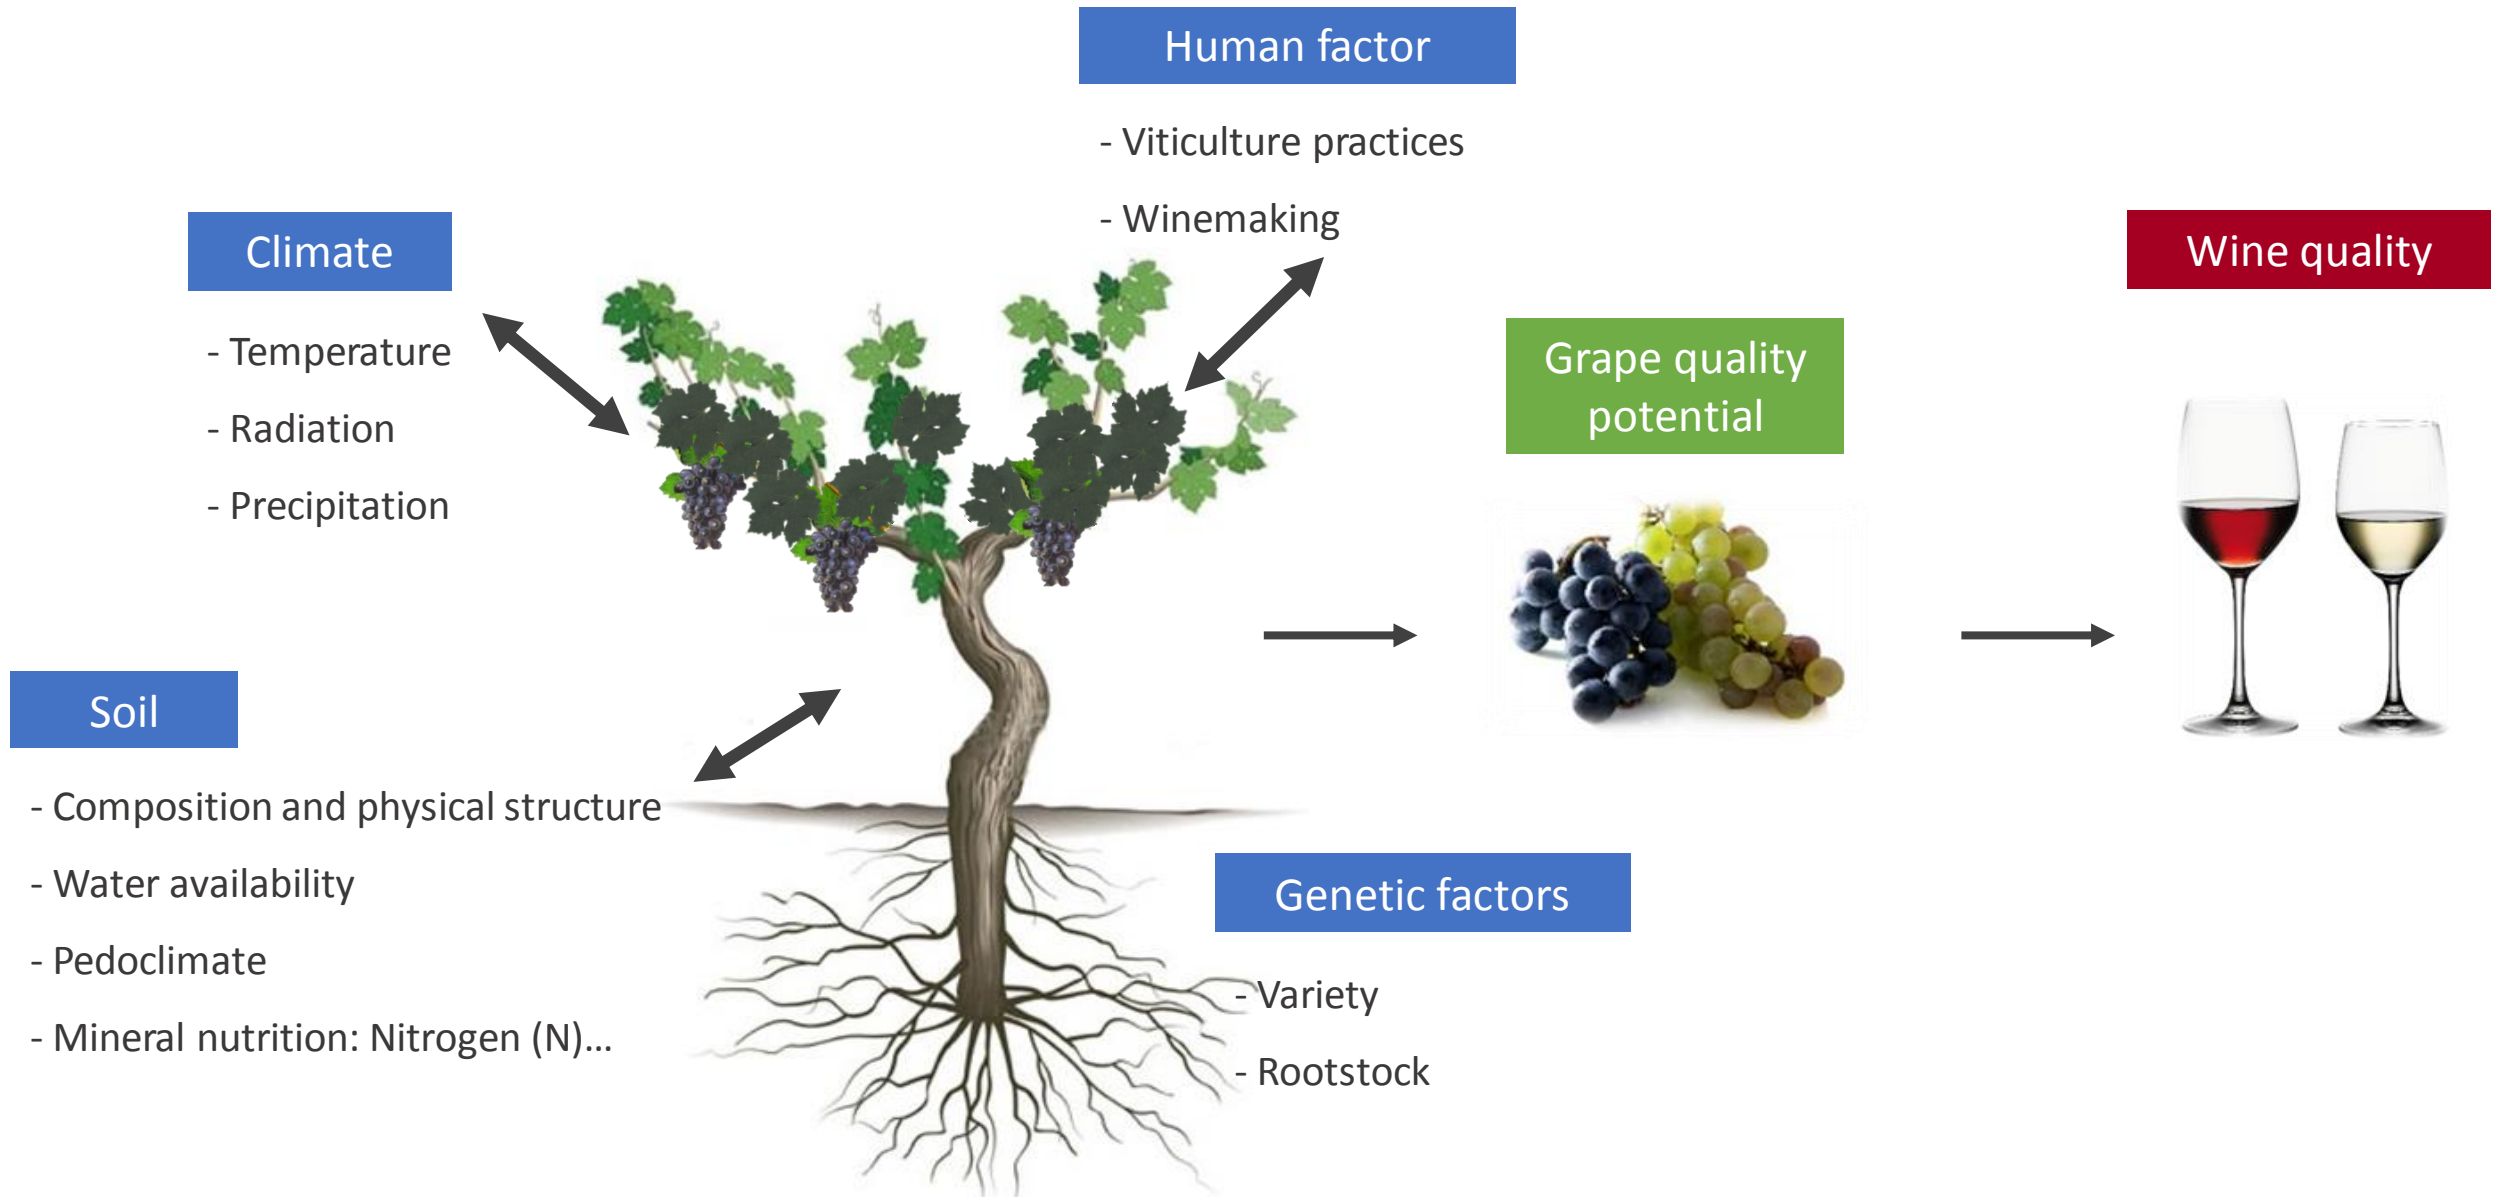 Human factor
- Viticulture practices
- Winemaking
Climate
- Temperature
- Radiation
- Precipitation
Wine quality
Grape quality
potential
Soil
- Composition and physical structure
- Water availability
- Pedoclimate
- Mineral nutrition: Nitrogen (N)...
Genetic factors
- Variety
- Rootstock